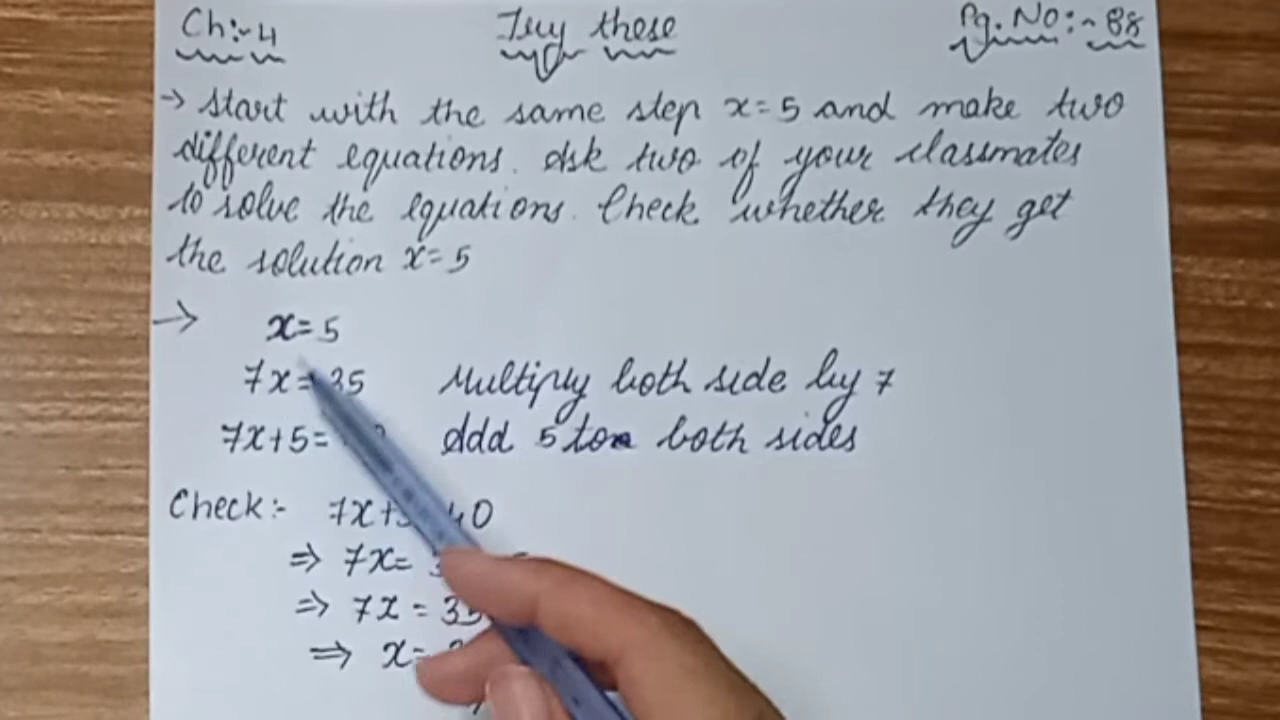 Ch:-4 Try these Pg. No:- 88
→ Start with the same step x=5 and make two
different equations. Ask two of your classmates
to solve the equations. Check whether they get
the solution x=5
→ x=5
7x= 35 Multiply both side by 7
7x+5= Add 5 to both sides
Check:- 7x+ 40
⇒ 7x=
⇒ 7x = 35
⇒ x=